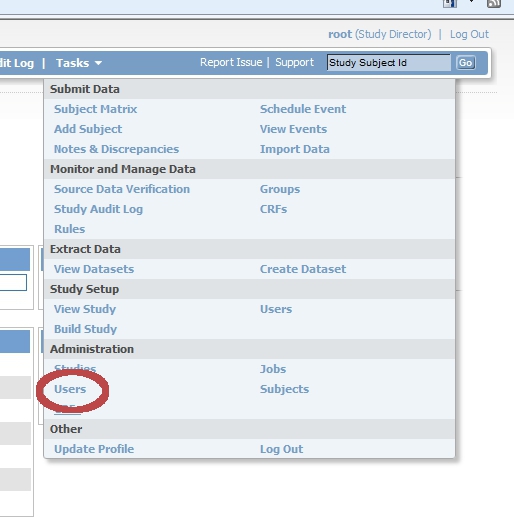 root (Study Director) | Log Out
dit Log | Tasks Report Issue | Support Study Subject Id Go
Submit Data
Subject Matrix Schedule Event
Add Subject View Events
Notes & Discrepancies Import Data
Monitor and Manage Data
Source Data Verification Groups
Study Audit Log CRFs
Rules
Extract Data
View Datasets Create Dataset
Study Setup
View Study Users
Build Study
Administration
Studies Jobs
Users Subjects
Other
Update Profile Log Out